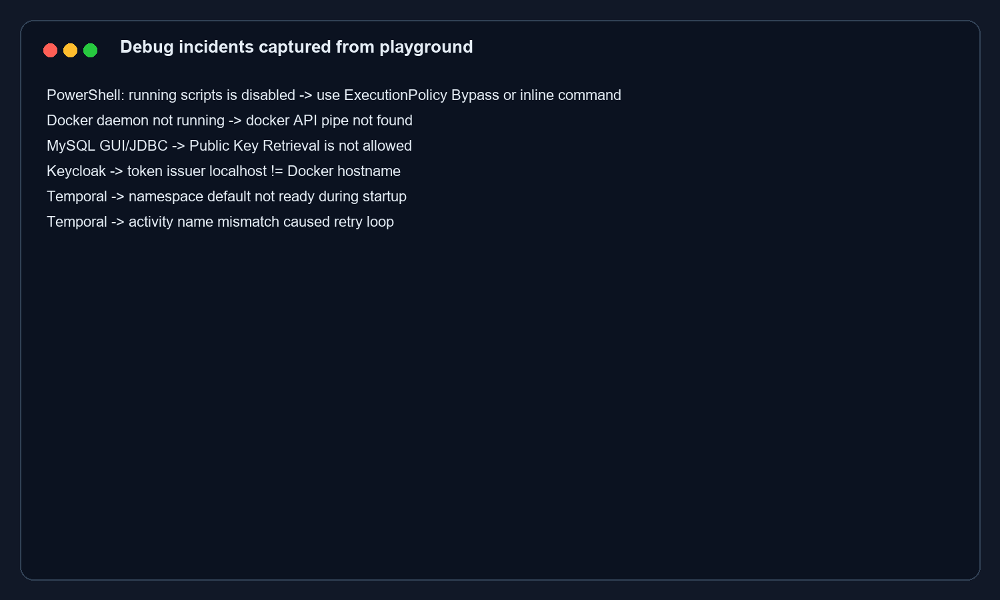 Debug incidents captured from playground
PowerShell: running scripts is disabled -> use ExecutionPolicy Bypass or inline command
Docker daemon not running -> docker API pipe not found
MySQL GUI/JDBC -> Public Key Retrieval is not allowed
Keycloak -> token issuer localhost != Docker hostname
Temporal -> namespace default not ready during startup
Temporal -> activity name mismatch caused retry loop